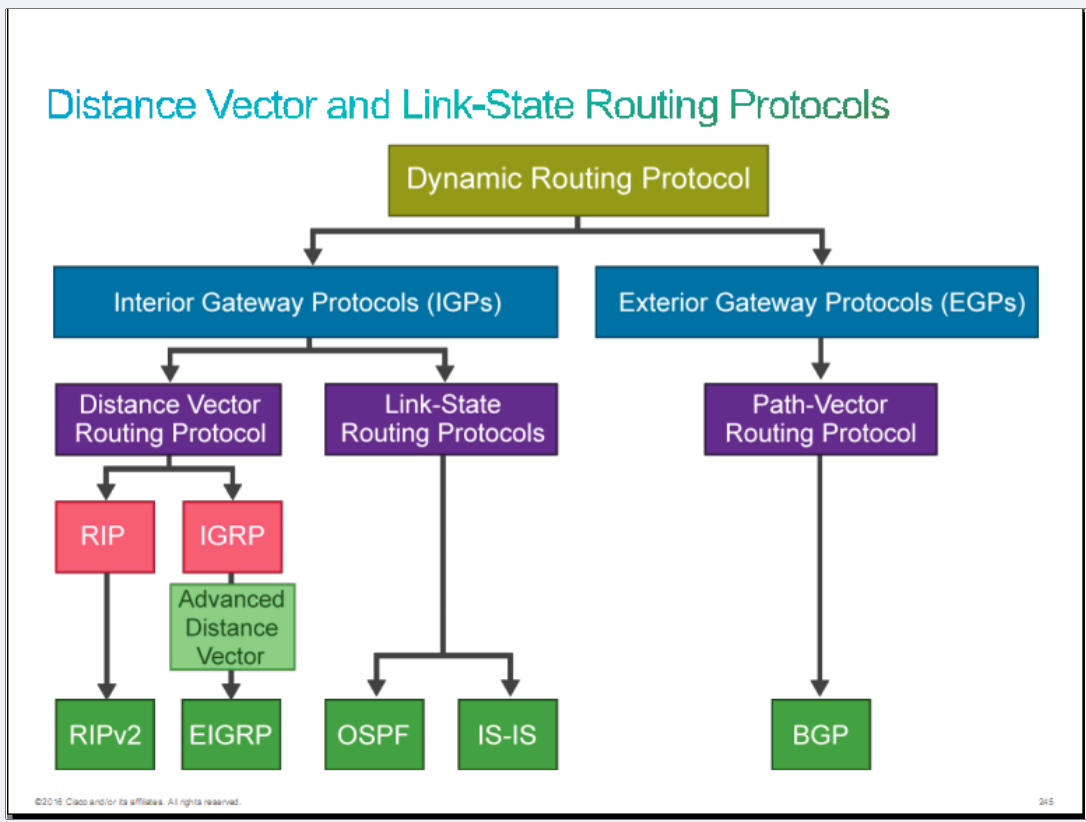 Distance Vector and Link-State Routing Protocols
Dynamic Routing Protocol
Interior Gateway Protocols (IGPs)
Exterior Gateway Protocols (EGPs)
Distance Vector
Routing Protocol
Link-State
Routing Protocols
Path-Vector
Routing Protocol
RIP
IGRP
Advanced
Distance
Vector
RIPv2
EIGRP
OSPF
IS-IS
BGP
©2016 Cisco and/or its affiliates. All rights reserved.
245